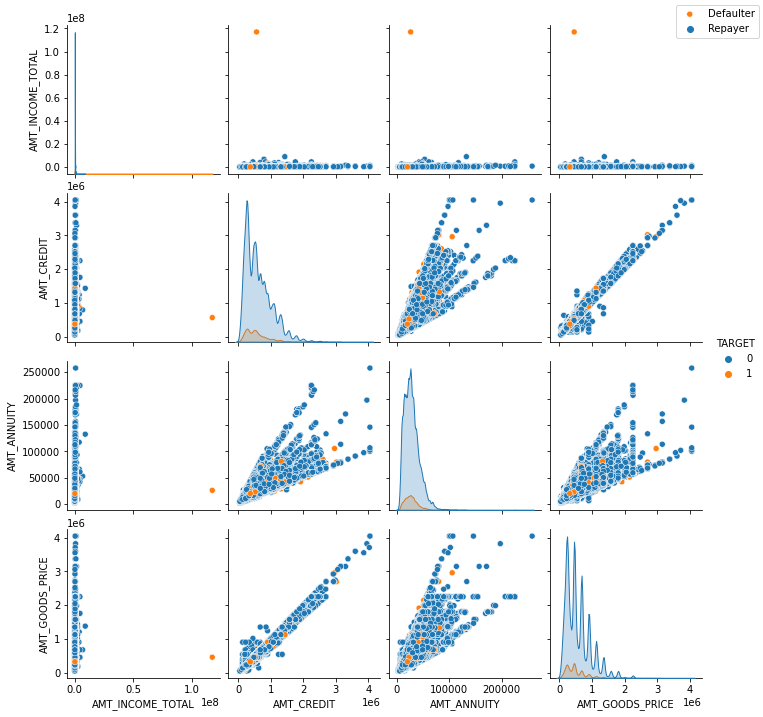 Defaulter
Repayer
1e8
1.2
1.0
0.8
0.6
0.4
0.2
0.0
AMT_INCOME_TOTAL
1e6
4
3
2
1
0
AMT_CREDIT
TARGET
0
1
250000
200000
150000
100000
50000
0
AMT_ANNUITY
1e6
4
3
2
1
0
AMT_GOODS_PRICE
0.0 0.5 1.0 0 1 2 3 4 0 100000 200000 0 1 2 3 4
AMT_INCOME_TOTAL 1e8 AMT_CREDIT 1e6 AMT_ANNUITY AMT_GOODS_PRICE 1e6